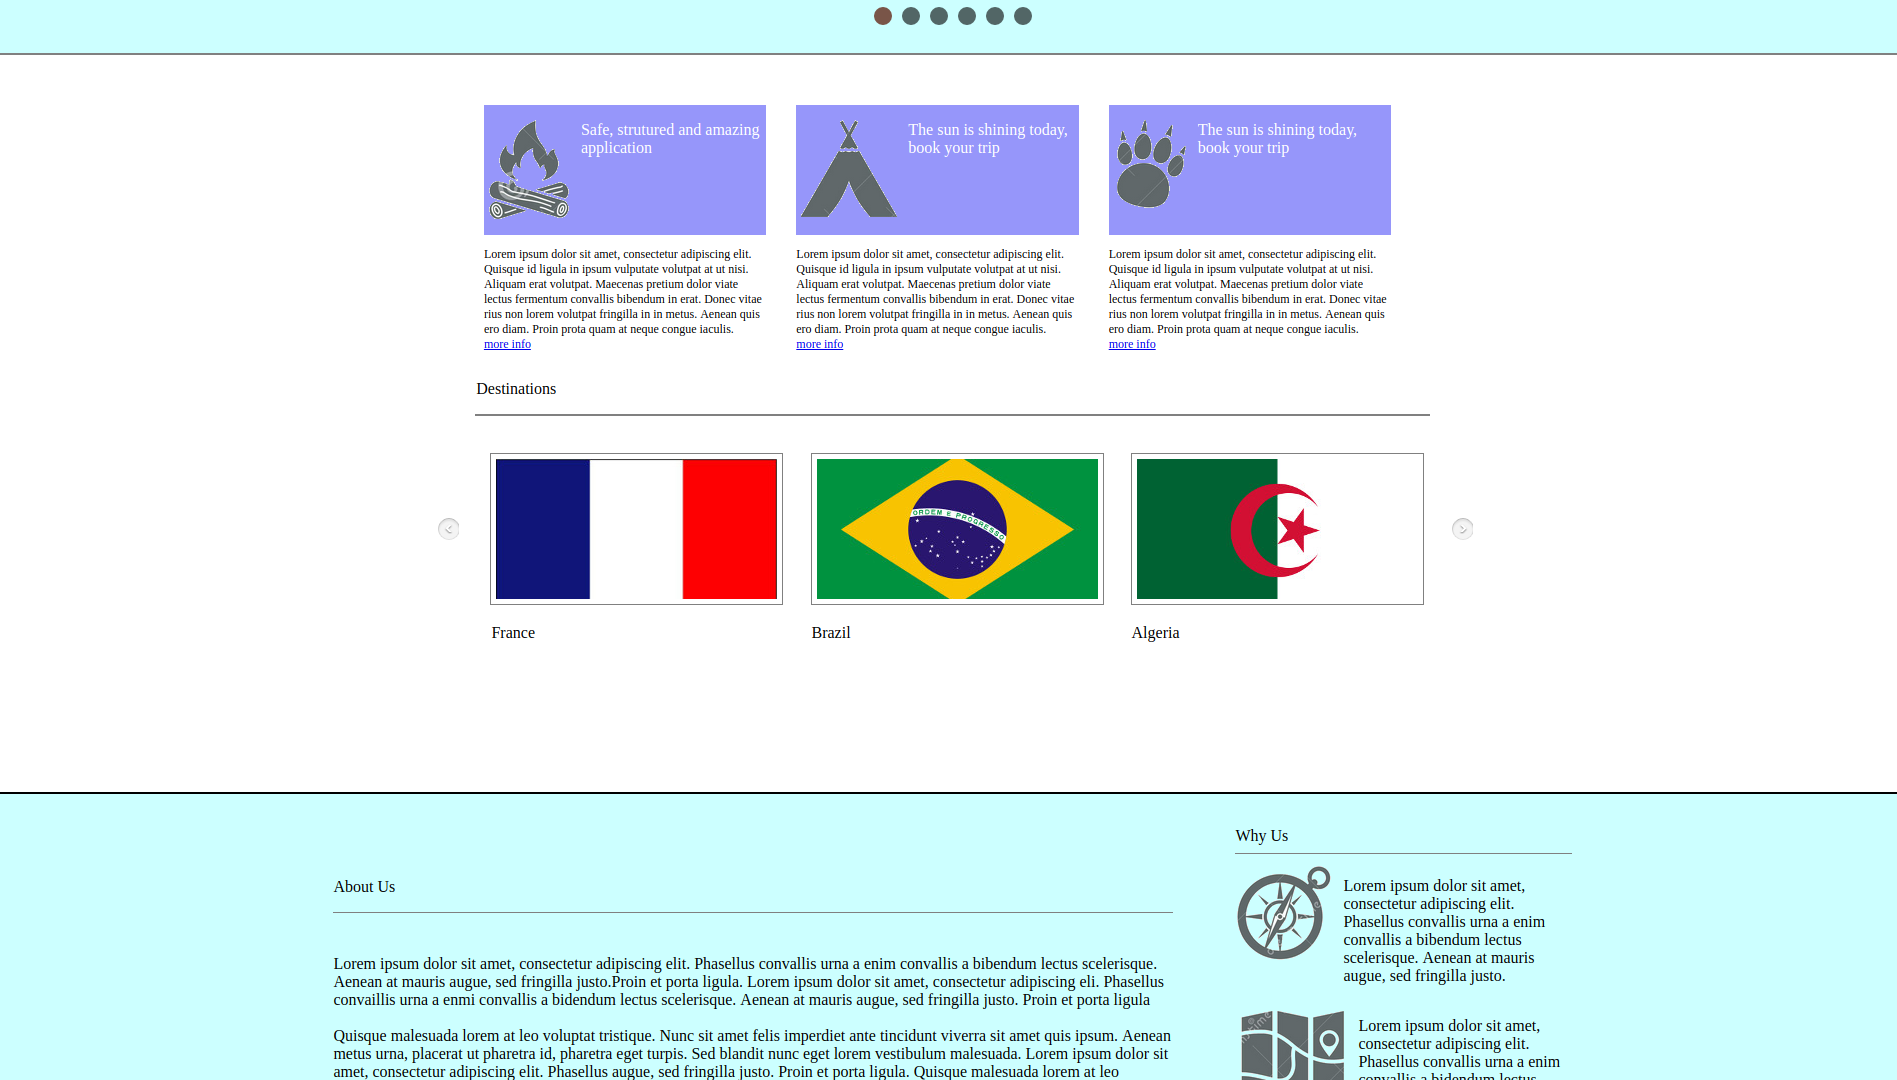 Safe, strutured and amazing
application
The sun is shining today,
book your trip
The sun is shining today,
book your trip
Lorem ipsum dolor sit amet, consectetur adipiscing elit.
Quisque id ligula in ipsum vulputate volutpat at ut nisi.
Aliquam erat volutpat. Maecenas pretium dolor viate
lectus fermentum convallis bibendum in erat. Donec vitae
rius non lorem volutpat fringilla in in metus. Aenean quis
ero diam. Proin prota quam at neque congue iaculis.
more info
Lorem ipsum dolor sit amet, consectetur adipiscing elit.
Quisque id ligula in ipsum vulputate volutpat at ut nisi.
Aliquam erat volutpat. Maecenas pretium dolor viate
lectus fermentum convallis bibendum in erat. Donec vitae
rius non lorem volutpat fringilla in in metus. Aenean quis
ero diam. Proin prota quam at neque congue iaculis.
more info
Lorem ipsum dolor sit amet, consectetur adipiscing elit.
Quisque id ligula in ipsum vulputate volutpat at ut nisi.
Aliquam erat volutpat. Maecenas pretium dolor viate
lectus fermentum convallis bibendum in erat. Donec vitae
rius non lorem volutpat fringilla in in metus. Aenean quis
ero diam. Proin prota quam at neque congue iaculis.
more info
Destinations
ORDEM E PROGRESSO
France
Brazil
Algeria
About Us
Lorem ipsum dolor sit amet, consectetur adipiscing elit. Phasellus convallis urna a enim convallis a bibendum lectus scelerisque.
Aenean at mauris augue, sed fringilla justo.Proin et porta ligula. Lorem ipsum dolor sit amet, consectetur adipiscing eli. Phasellus
convaillis urna a enmi convallis a bidendum lectus scelerisque. Aenean at mauris augue, sed fringilla justo. Proin et porta ligula
Quisque malesuada lorem at leo voluptat tristique. Nunc sit amet felis imperdiet ante tincidunt viverra sit amet quis ipsum. Aenean
metus urna, placerat ut pharetra id, pharetra eget turpis. Sed blandit nunc eget lorem vestibulum malesuada. Lorem ipsum dolor sit
amet, consectetur adipiscing elit. Phasellus augue, sed fringilla justo. Proin et porta ligula. Quisque malesuada lorem at leo
Why Us
Lorem ipsum dolor sit amet,
consectetur adipiscing elit.
Phasellus convallis urna a enim
convallis a bibendum lectus
scelerisque. Aenean at mauris
augue, sed fringilla justo.
Lorem ipsum dolor sit amet,
consectetur adipiscing elit.
Phasellus convallis urna a enim
convallis a bibendum lectus